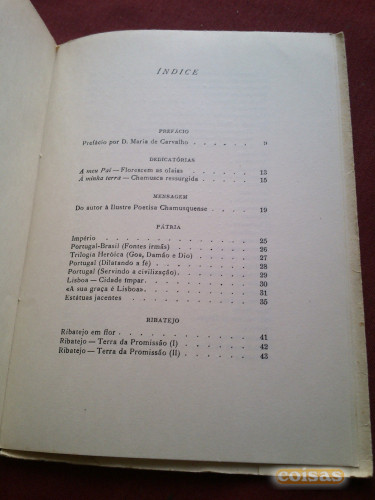 ÍNDICE
PREFÁCIO
Prefácio por D. Maria de Carvalho . . . . . . 9
DEDICATÓRIAS
A meu Pai — Florescem as olaias . . . . . . 13
À minha terra — Chamusca ressurgida . . . . . . 15
MENSAGEM
Do autor à Ilustre Poetisa Chamusquense . . . . 19
PÁTRIA
Império . . . . . . . . . . 25
Portugal-Brasil (Fontes irmãs) . . . . . . 26
Trilogia Heróica (Goa, Damão e Dio) . . . . . . 27
Portugal (Dilatando a fé) . . . . . . 28
Portugal (Servindo a civilização) . . . . . . 29
Lisboa — Cidade ímpar . . . . . . 30
«A sua graça é Lisboa» . . . . . . 31
Estátuas jacentes . . . . . . 35
RIBATEJO
Ribatejo em flor . . . . . . 41
Ribatejo — Terra da Promissão (I) . . . . . . 42
Ribatejo — Terra da Promissão (II) . . . . . . 43
coisas